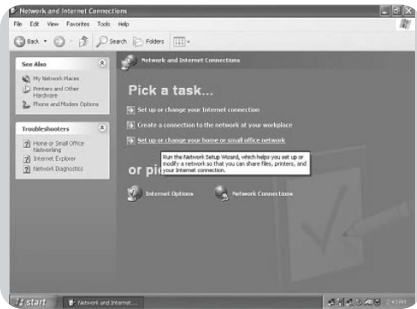 Network and Internet Connections
File Edit View Favorites Tools Help
Back Search Folders
See Also
My Network Places
Printers and Other
Hardware
Phone and Modem Options
Troubleshooters
Home or Small Office
Networking
Internet Explorer
Network Diagnostics
Network and Internet Connections
Pick a task...
Set up or change your Internet connection
Create a connection to the network at your workplace
Set up or change your home or small office network
Run the Network Setup Wizard, which helps you set up or
modify a network so that you can share files, printers, and
your Internet connection.
or pi
Internet Options Network Connections
start Network and Internet...